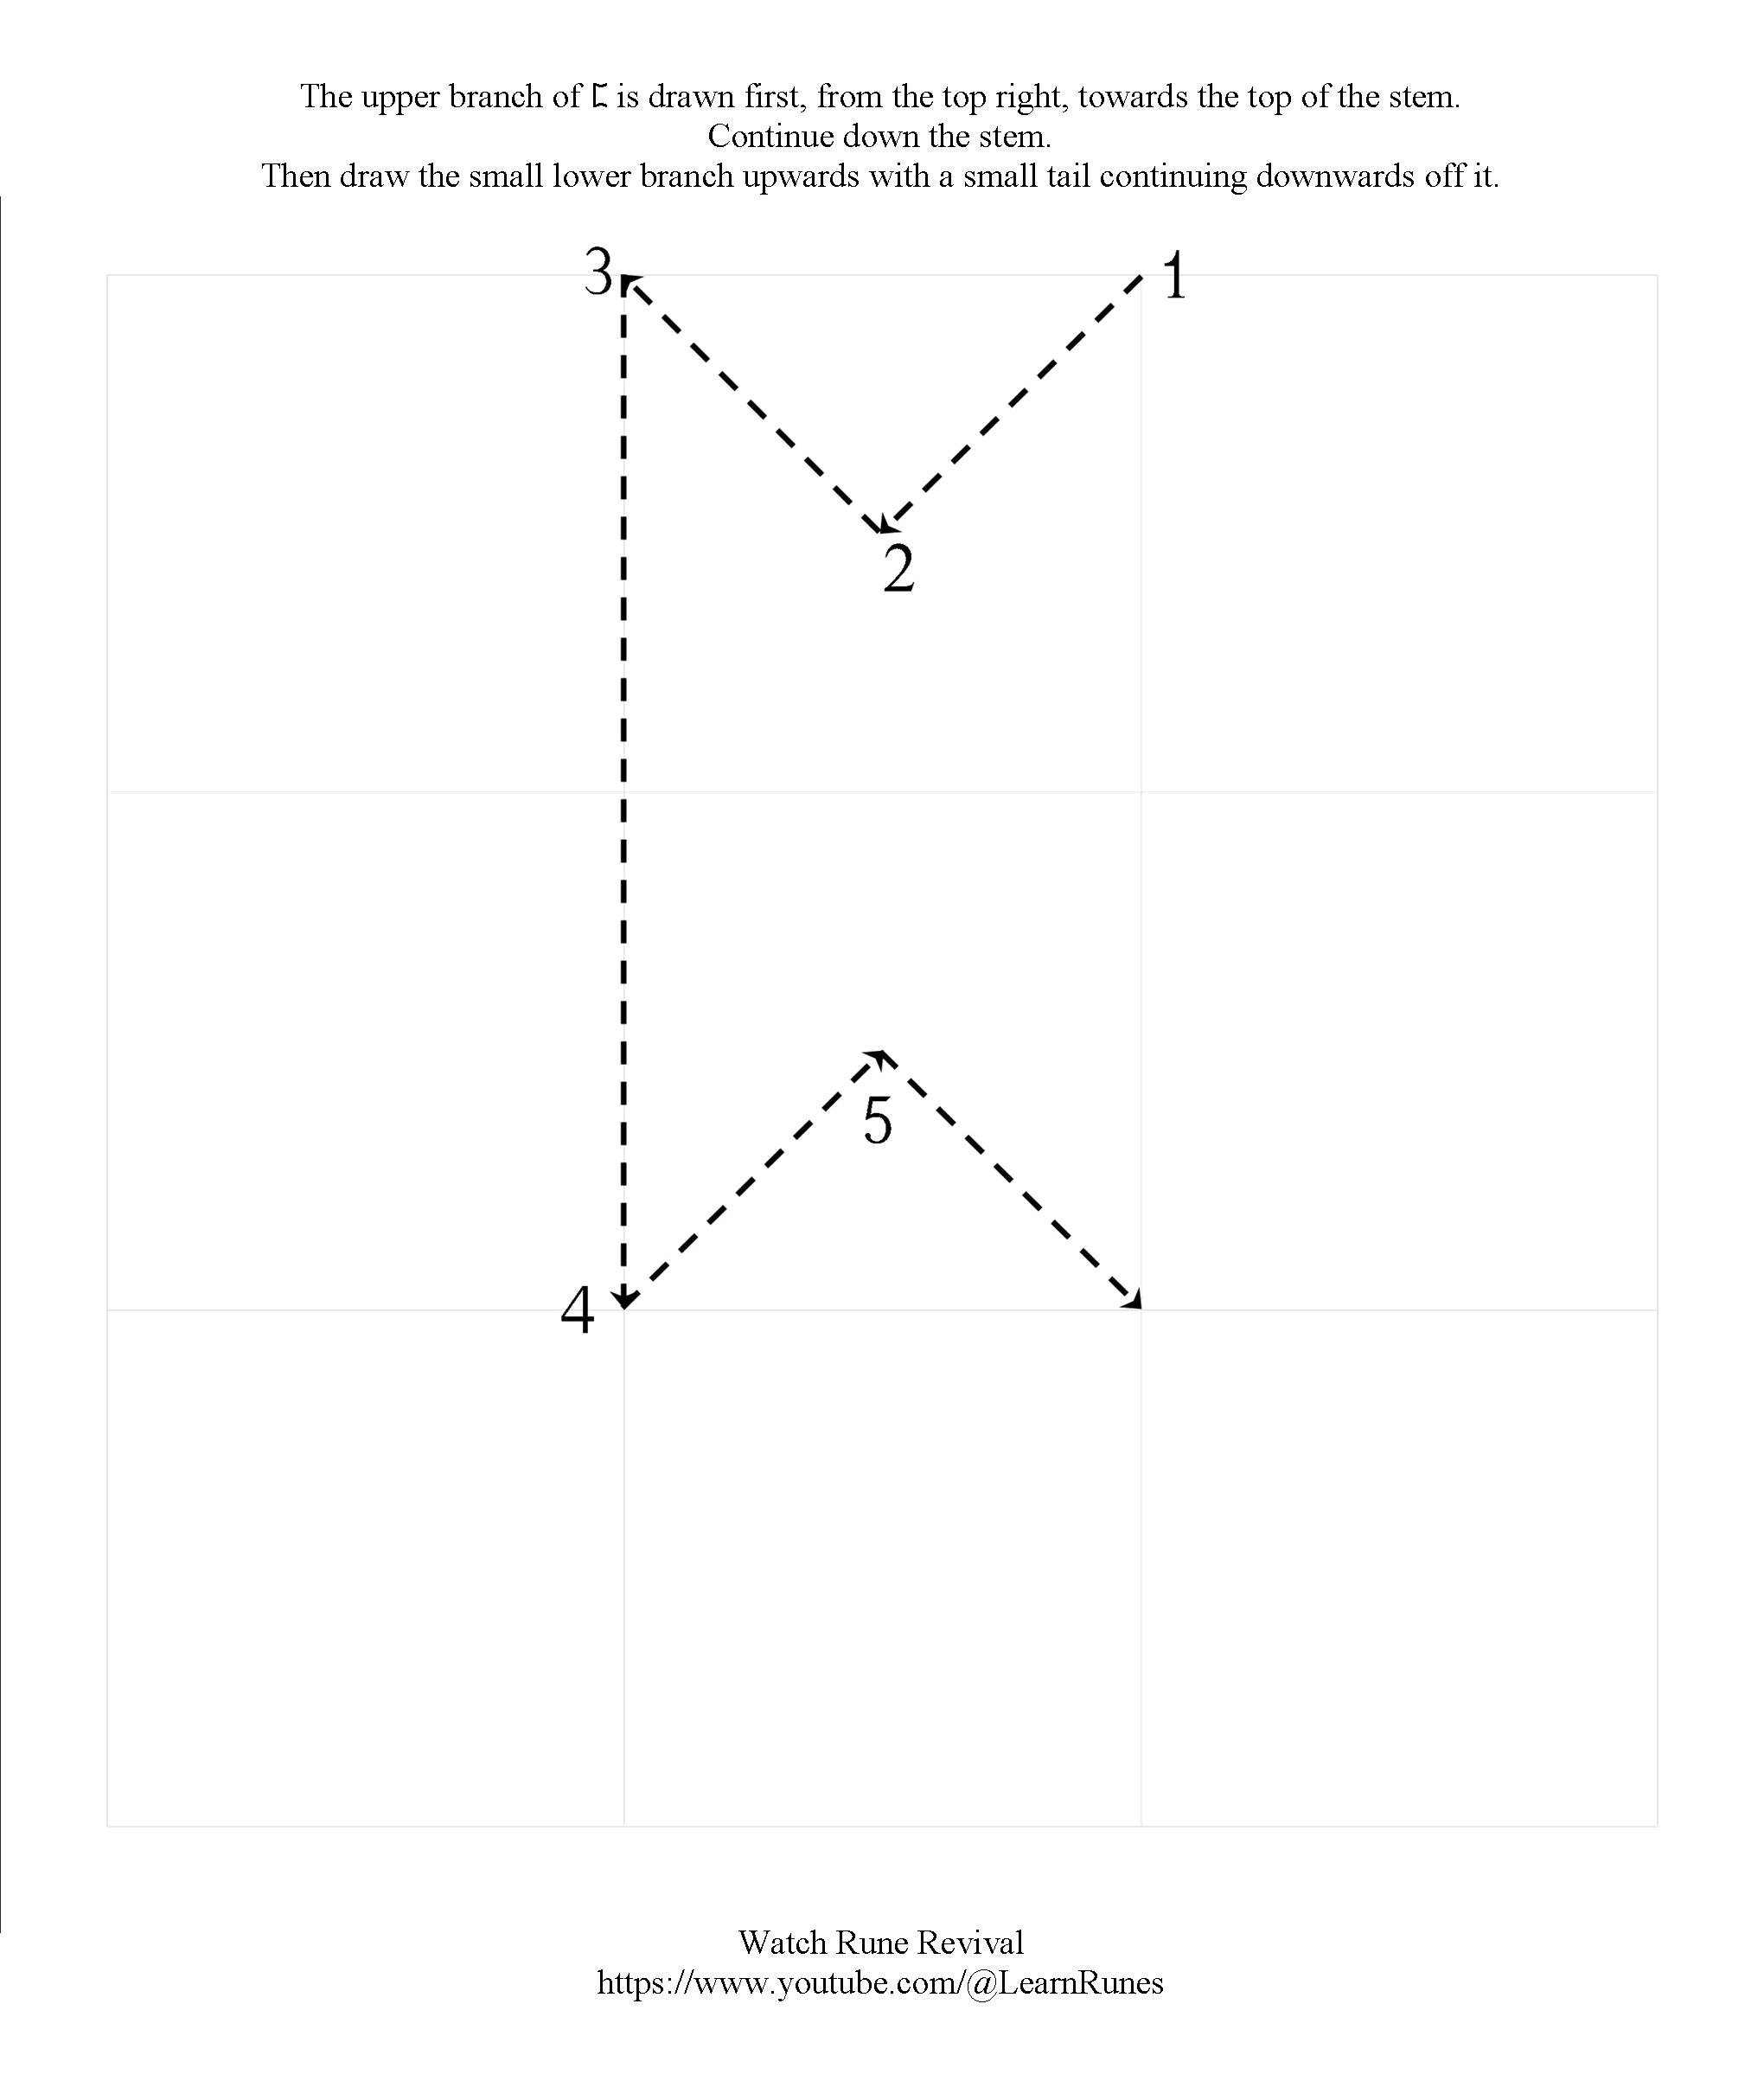 The upper branch of ᛈ is drawn first, from the top right, towards the top of the stem.
Continue down the stem.
Then draw the small lower branch upwards with a small tail continuing downwards off it.
3 1
2
5
4
Watch Rune Revival
https://www.youtube.com/@LearnRunes